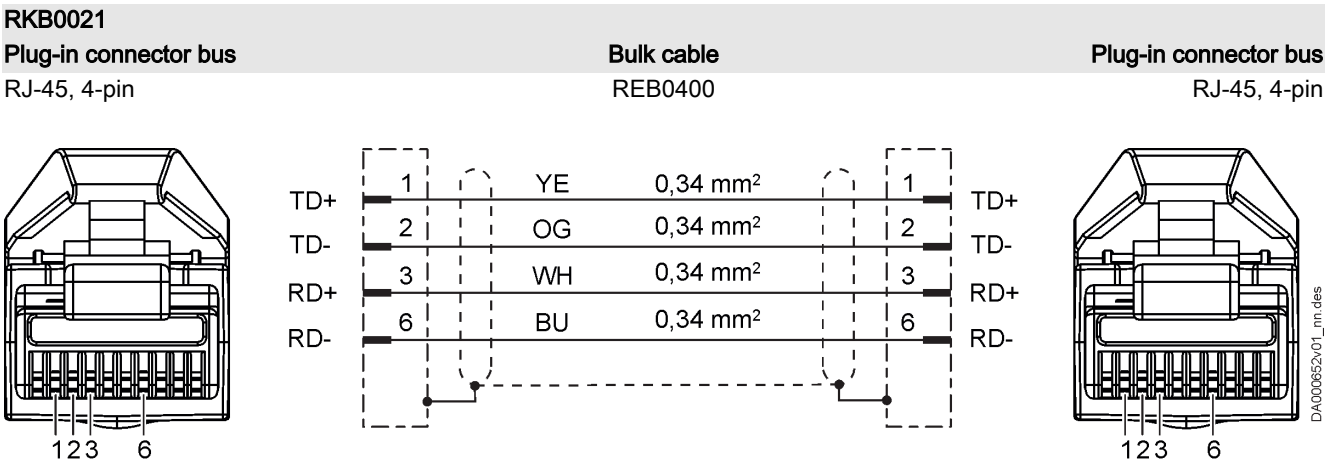 RKB0021
Plug-in connector bus Bulk cable Plug-in connector bus
RJ-45, 4-pin REB0400 RJ-45, 4-pin
TD+ 1 YE 0,34 mm² 1 TD+
TD- 2 OG 0,34 mm² 2 TD-
RD+ 3 WH 0,34 mm² 3 RD+
RD- 6 BU 0,34 mm² 6 RD-
123 6 123 6
DA000652v01_nn.des